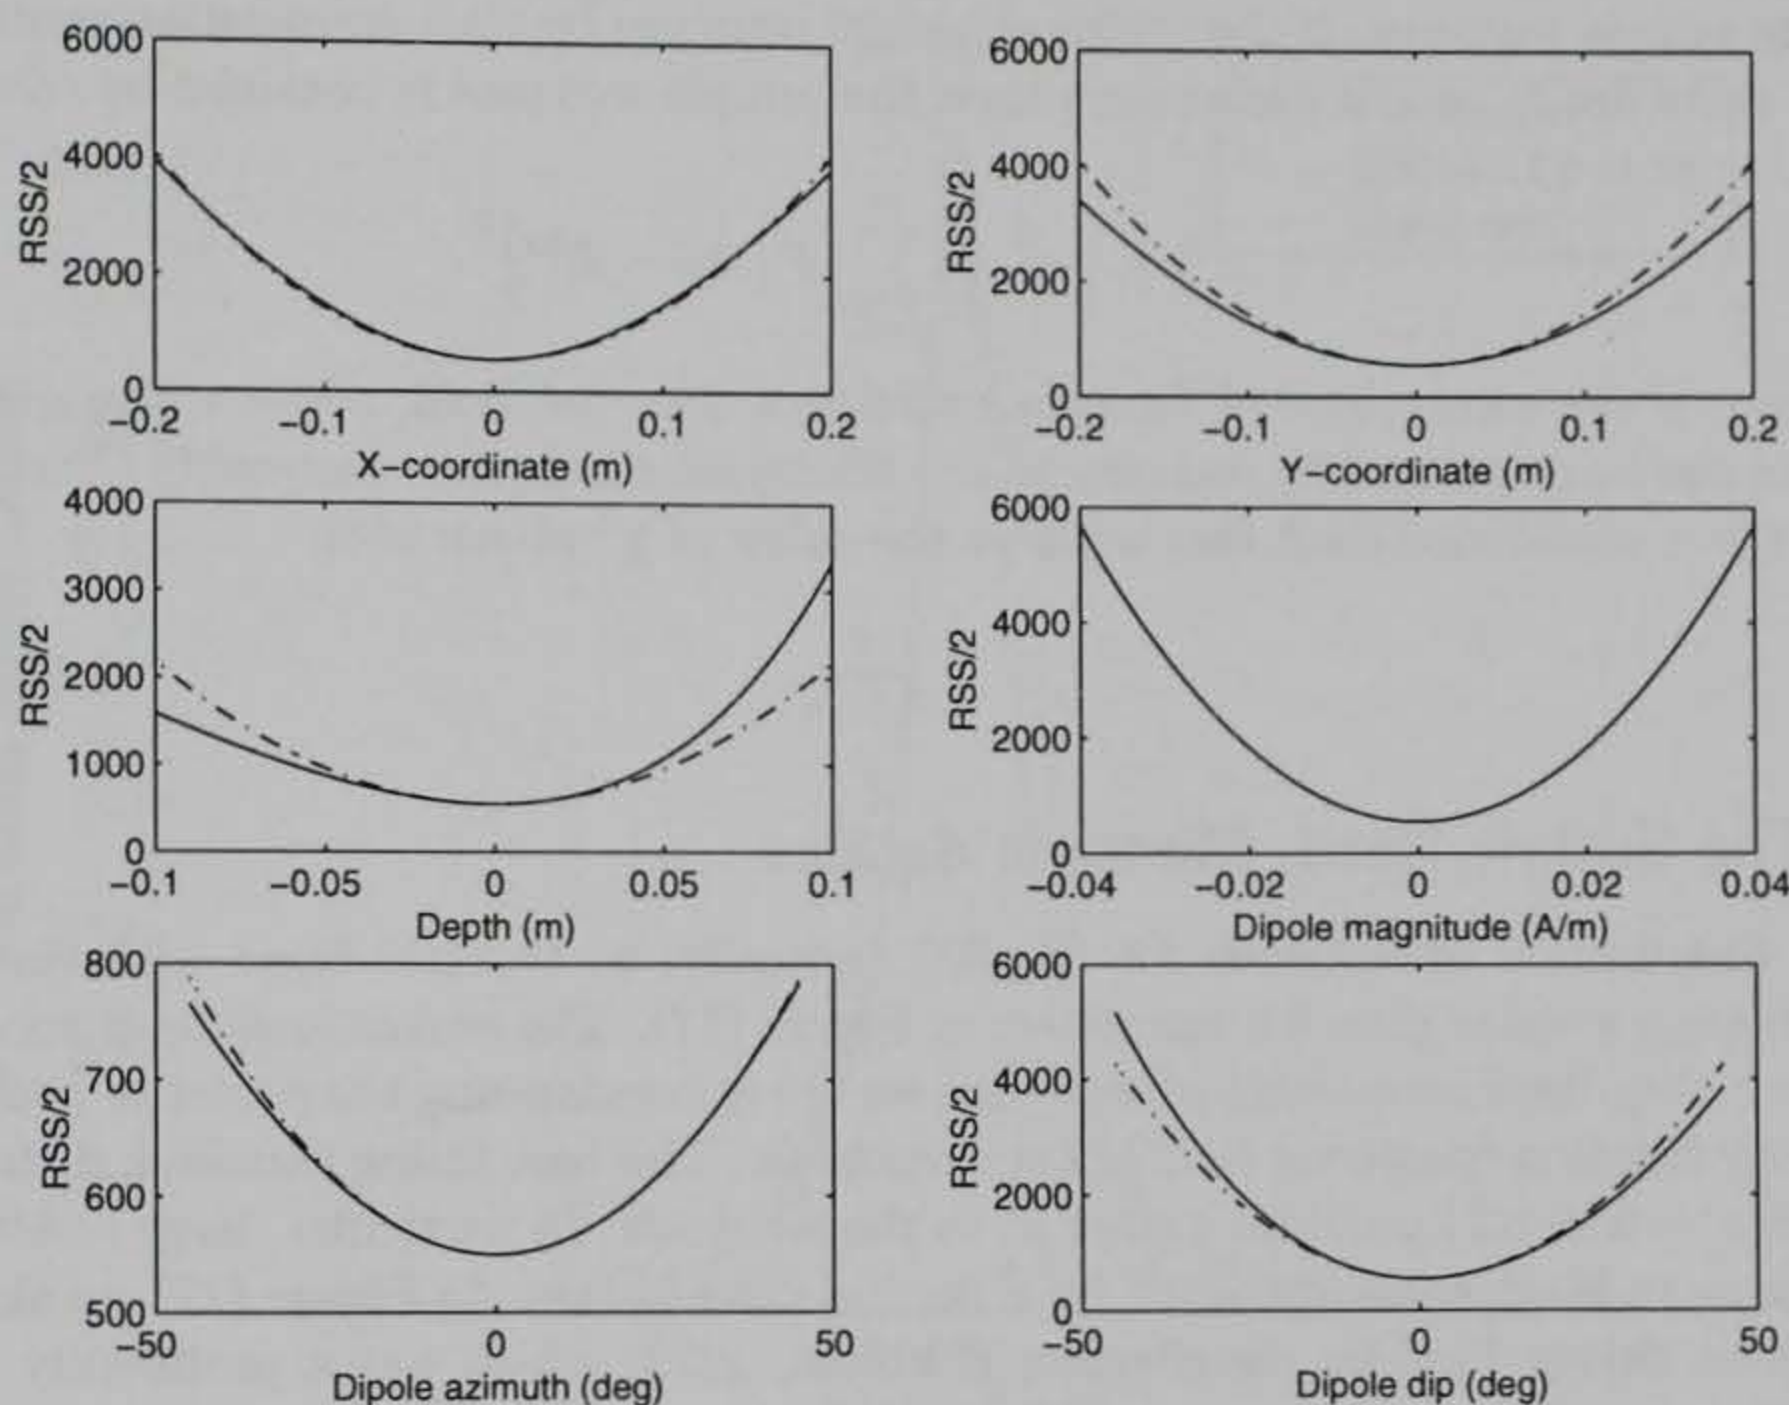 6000
4000
2000
0
RSS/2
−0.2 −0.1 0 0.1 0.2
X−coordinate (m)
6000
4000
2000
0
RSS/2
−0.2 −0.1 0 0.1 0.2
Y−coordinate (m)
4000
3000
2000
1000
0
RSS/2
−0.1 −0.05 0 0.05 0.1
Depth (m)
6000
4000
2000
0
RSS/2
−0.04 −0.02 0 0.02 0.04
Dipole magnitude (A/m)
800
700
600
500
RSS/2
−50 0 50
Dipole azimuth (deg)
6000
4000
2000
0
RSS/2
−50 0 50
Dipole dip (deg)